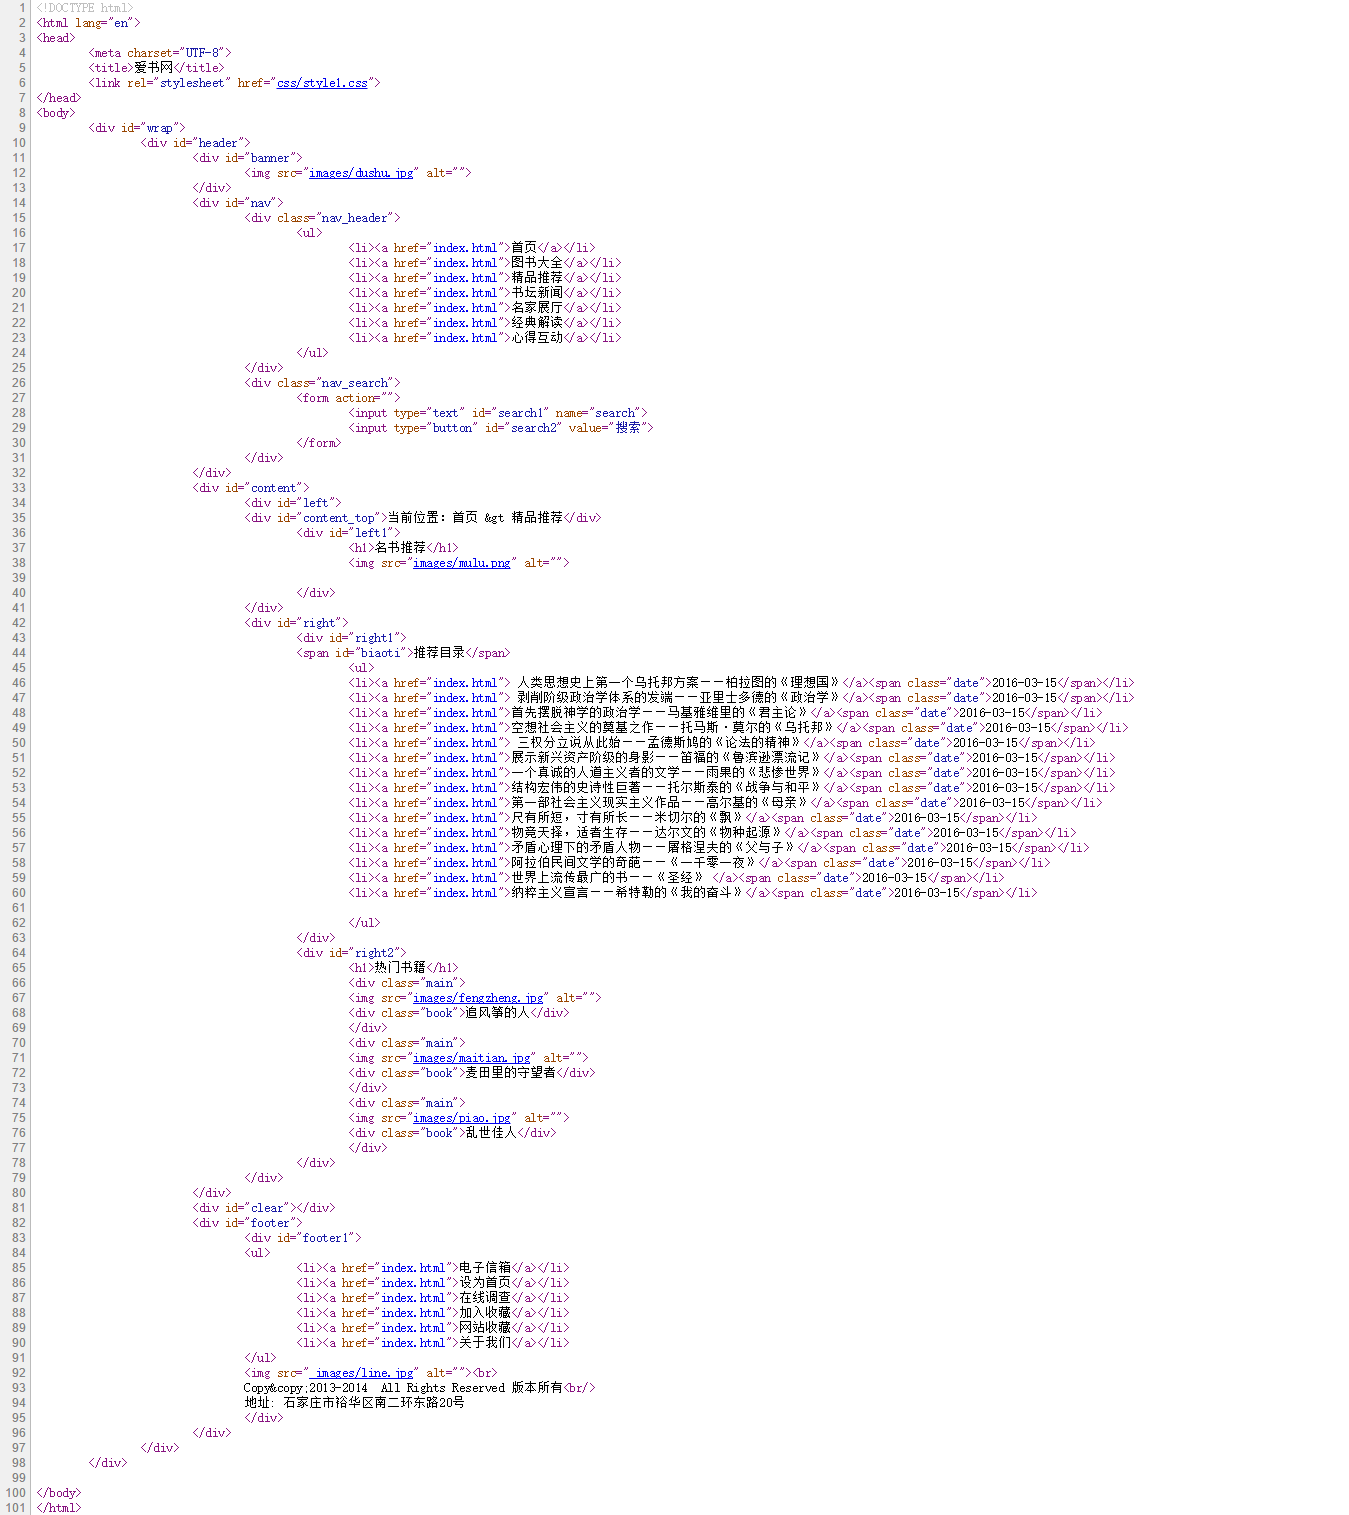 1 <!DOCTYPE html>
2 <html lang="en">
3 <head>
4 <meta charset="UTF-8">
5 <title>爱书网</title>
6 <link rel="stylesheet" href="css/style1.css">
7 </head>
8 <body>
9 <div id="wrap">
10 <div id="header">
11 <div id="banner">
12 <img src="images/dushu.jpg" alt="">
13 </div>
14 <div id="nav">
15 <div class="nav_header">
16 <ul>
17 <li><a href="index.html">首页</a></li>
18 <li><a href="index.html">图书大全</a></li>
19 <li><a href="index.html">精品推荐</a></li>
20 <li><a href="index.html">书坛新闻</a></li>
21 <li><a href="index.html">名家展厅</a></li>
22 <li><a href="index.html">经典解读</a></li>
23 <li><a href="index.html">心得互动</a></li>
24 </ul>
25 </div>
26 <div class="nav_search">
27 <form action="">
28 <input type="text" id="search1" name="search">
29 <input type="button" id="search2" value="搜索">
30 </form>
31 </div>
32 </div>
33 <div id="content">
34 <div id="left">
35 <div id="content_top">当前位置：首页 &gt 精品推荐</div>
36 <div id="left1">
37 <h1>名书推荐</h1>
38 <img src="images/mulu.png" alt="">
39
40 </div>
41 </div>
42 <div id="right">
43 <div id="right1">
44 <span id="biaoti">推荐目录</span>
45 <ul>
46 <li><a href="index.html"> 人类思想史上第一个乌托邦方案——柏拉图的《理想国》</a><span class="date">2016-03-15</span></li>
47 <li><a href="index.html"> 剥削阶级政治学体系的发端——亚里士多德的《政治学》</a><span class="date">2016-03-15</span></li>
48 <li><a href="index.html">首先摆脱神学的政治学——马基雅维里的《君主论》</a><span class="date">2016-03-15</span></li>
49 <li><a href="index.html">空想社会主义的奠基之作——托马斯·莫尔的《乌托邦》</a><span class="date">2016-03-15</span></li>
50 <li><a href="index.html"> 三权分立说从此始——孟德斯鸠的《论法的精神》</a><span class="date">2016-03-15</span></li>
51 <li><a href="index.html">展示新兴资产阶级的身影——笛福的《鲁滨逊漂流记》</a><span class="date">2016-03-15</span></li>
52 <li><a href="index.html">一个真诚的人道主义者的文学——雨果的《悲惨世界》</a><span class="date">2016-03-15</span></li>
53 <li><a href="index.html">结构宏伟的史诗性巨著——托尔斯泰的《战争与和平》</a><span class="date">2016-03-15</span></li>
54 <li><a href="index.html">第一部社会主义现实主义作品——高尔基的《母亲》</a><span class="date">2016-03-15</span></li>
55 <li><a href="index.html">尺有所短，寸有所长——米切尔的《飘》</a><span class="date">2016-03-15</span></li>
56 <li><a href="index.html">物竞天择，适者生存——达尔文的《物种起源》</a><span class="date">2016-03-15</span></li>
57 <li><a href="index.html">矛盾心理下的矛盾人物——屠格涅夫的《父与子》</a><span class="date">2016-03-15</span></li>
58 <li><a href="index.html">阿拉伯民间文学的奇葩——《一千零一夜》</a><span class="date">2016-03-15</span></li>
59 <li><a href="index.html">世界上流传最广的书——《圣经》 </a><span class="date">2016-03-15</span></li>
60 <li><a href="index.html">纳粹主义宣言——希特勒的《我的奋斗》</a><span class="date">2016-03-15</span></li>
61
62 </ul>
63 </div>
64 <div id="right2">
65 <h1>热门书籍</h1>
66 <div class="main">
67 <img src="images/fengzheng.jpg" alt="">
68 <div class="book">追风筝的人</div>
69 </div>
70 <div class="main">
71 <img src="images/maitian.jpg" alt="">
72 <div class="book">麦田里的守望者</div>
73 </div>
74 <div class="main">
75 <img src="images/piao.jpg" alt="">
76 <div class="book">乱世佳人</div>
77 </div>
78 </div>
79 </div>
80 </div>
81 <div id="clear"></div>
82 <div id="footer">
83 <div id="footer1">
84 <ul>
85 <li><a href="index.html">电子信箱</a></li>
86 <li><a href="index.html">设为首页</a></li>
87 <li><a href="index.html">在线调查</a></li>
88 <li><a href="index.html">加入收藏</a></li>
89 <li><a href="index.html">网站收藏</a></li>
90 <li><a href="index.html">关于我们</a></li>
91 </ul>
92 <img src=" images/line.jpg" alt=""><br>
93 Copy&copy;2013-2014 All Rights Reserved 版本所有<br/>
94 地址: 石家庄市裕华区南二环东路20号
95 </div>
96 </div>
97 </div>
98 </div>
99
100 </body>
101 </html>